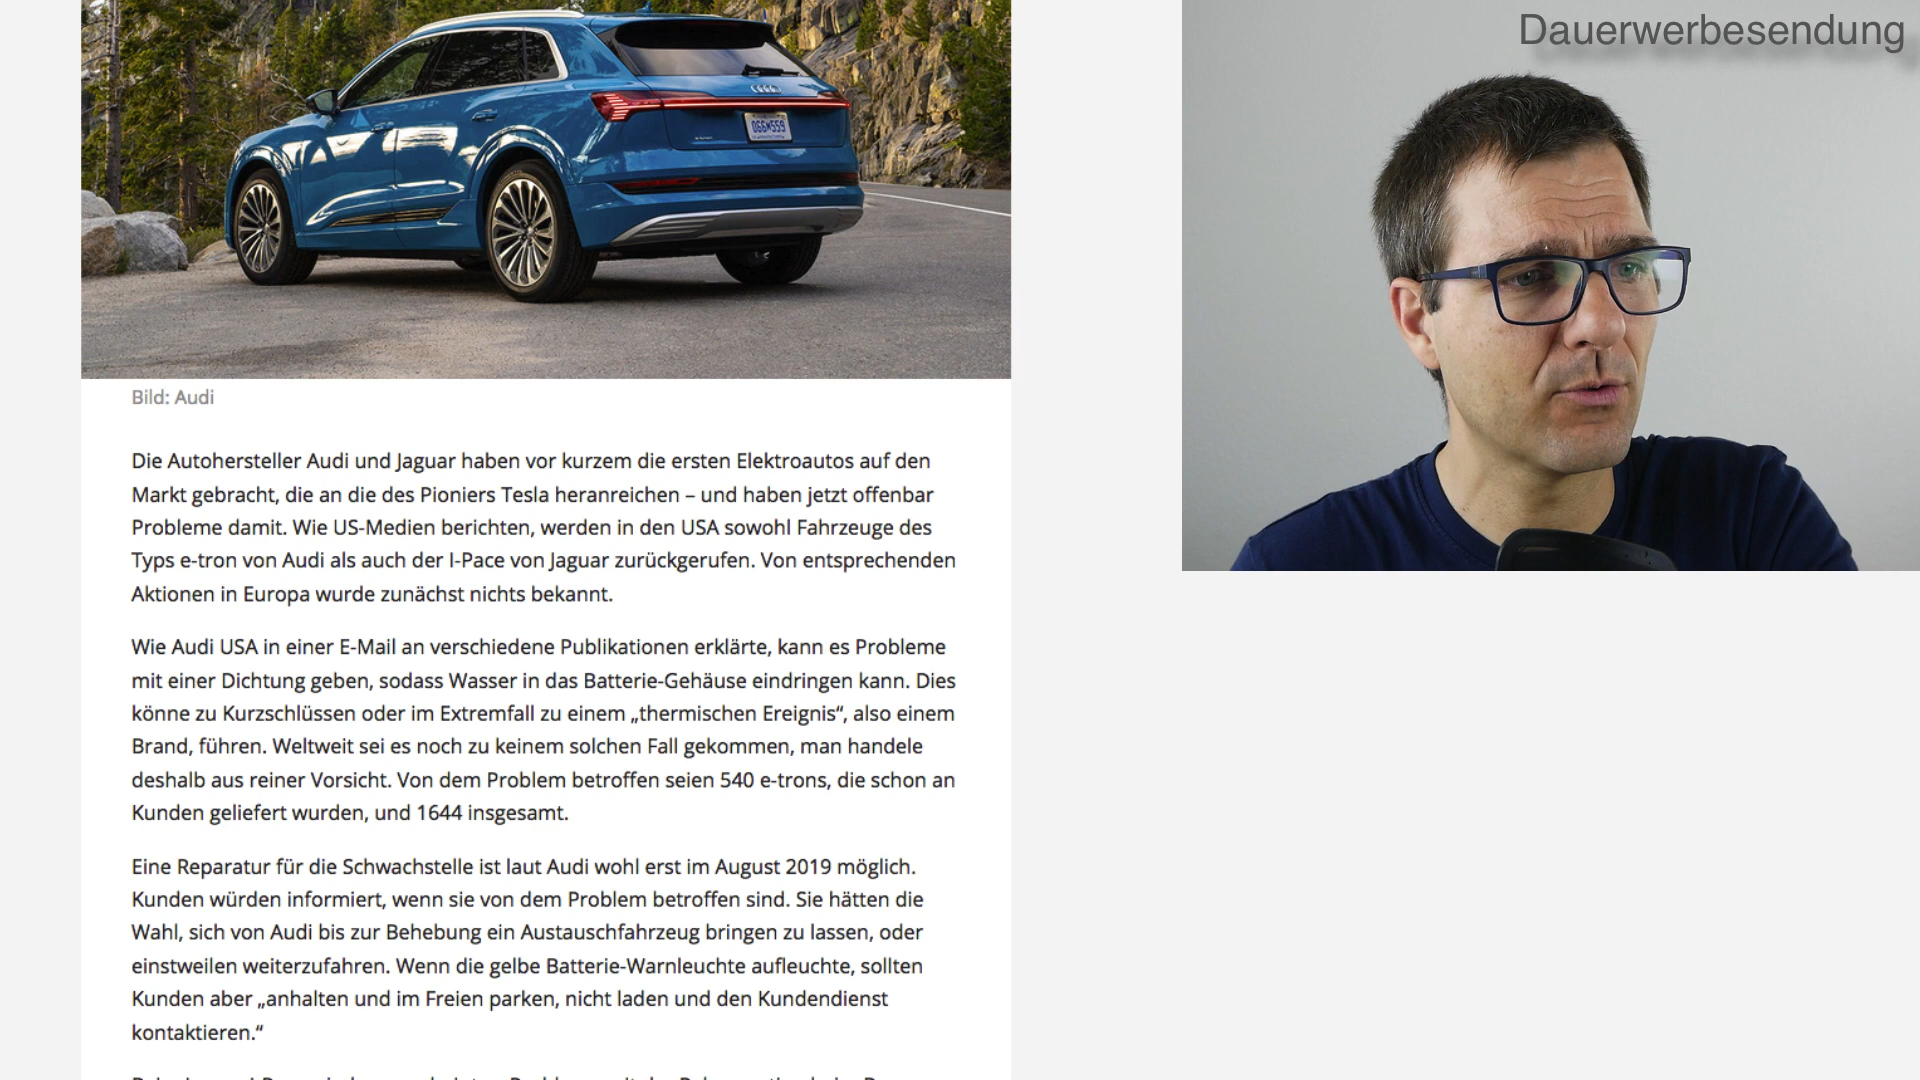 Dauerwerbesendung
Bild: Audi
Die Autohersteller Audi und Jaguar haben vor kurzem die ersten Elektroautos auf den
Markt gebracht, die an die des Pioniers Tesla heranreichen – und haben jetzt offenbar
Probleme damit. Wie US-Medien berichten, werden in den USA sowohl Fahrzeuge des
Typs e-tron von Audi als auch der I-Pace von Jaguar zurückgerufen. Von entsprechenden
Aktionen in Europa wurde zunächst nichts bekannt.
Wie Audi USA in einer E-Mail an verschiedene Publikationen erklärte, kann es Probleme
mit einer Dichtung geben, sodass Wasser in das Batterie-Gehäuse eindringen kann. Dies
könne zu Kurzschlüssen oder im Extremfall zu einem „thermischen Ereignis“, also einem
Brand, führen. Weltweit sei es noch zu keinem solchen Fall gekommen, man handele
deshalb aus reiner Vorsicht. Von dem Problem betroffen seien 540 e-trons, die schon an
Kunden geliefert wurden, und 1644 insgesamt.
Eine Reparatur für die Schwachstelle ist laut Audi wohl erst im August 2019 möglich.
Kunden würden informiert, wenn sie von dem Problem betroffen sind. Sie hätten die
Wahl, sich von Audi bis zur Behebung ein Austauschfahrzeug bringen zu lassen, oder
einstweilen weiterzufahren. Wenn die gelbe Batterie-Warnleuchte aufleuchte, sollten
Kunden aber „anhalten und im Freien parken, nicht laden und den Kundendienst
kontaktieren.“